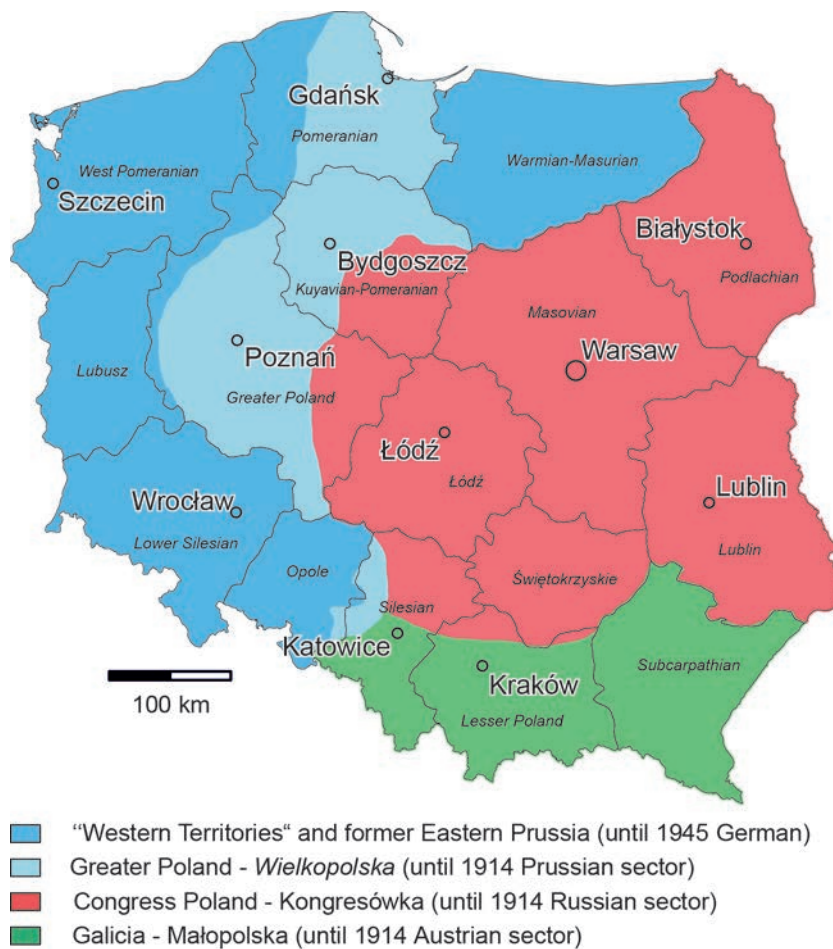 Gdańsk
Pomeranian
West Pomeranian
Szczecin
Warmian-Masurian
Białystok
Podlachian
Bydgoszcz
Kuyavian-Pomeranian
Masovian
Warsaw
Lubusz
Poznań
Greater Poland
Łódź
Łódź
Wrocław
Lower Silesian
Lublin
Lublin
Opole
Silesian
Świętokrzyskie
Katowice
Kraków
Lesser Poland
Subcarpathian
100 km
“Western Territories“ and former Eastern Prussia (until 1945 German)
Greater Poland - Wielkopolska (until 1914 Prussian sector)
Congress Poland - Kongresówka (until 1914 Russian sector)
Galicia - Małopolska (until 1914 Austrian sector)